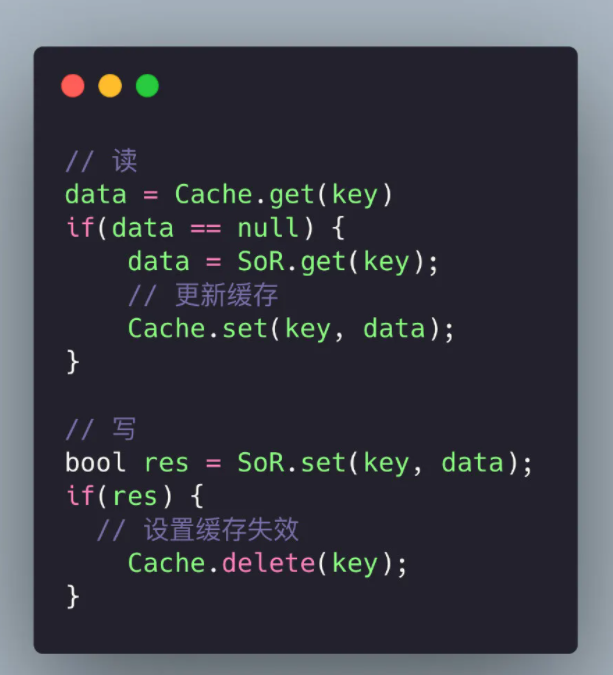 // 读
data = Cache.get(key)
if(data == null) {
data = SoR.get(key);
// 更新缓存
Cache.set(key, data);
}
// 写
bool res = SoR.set(key, data);
if(res) {
// 设置缓存失效
Cache.delete(key);
}